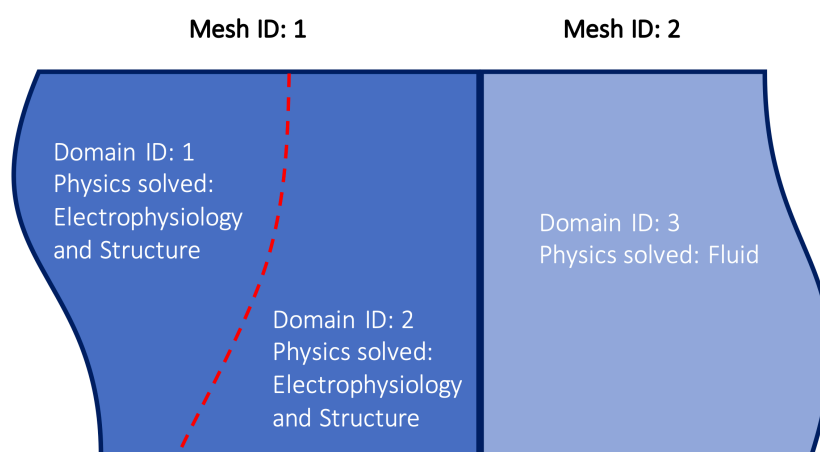 Mesh ID: 1
Mesh ID: 2
Domain ID: 1
Physics solved:
Electrophysiology
and Structure
Domain ID: 2
Physics solved:
Electrophysiology
and Structure
Domain ID: 3
Physics solved: Fluid